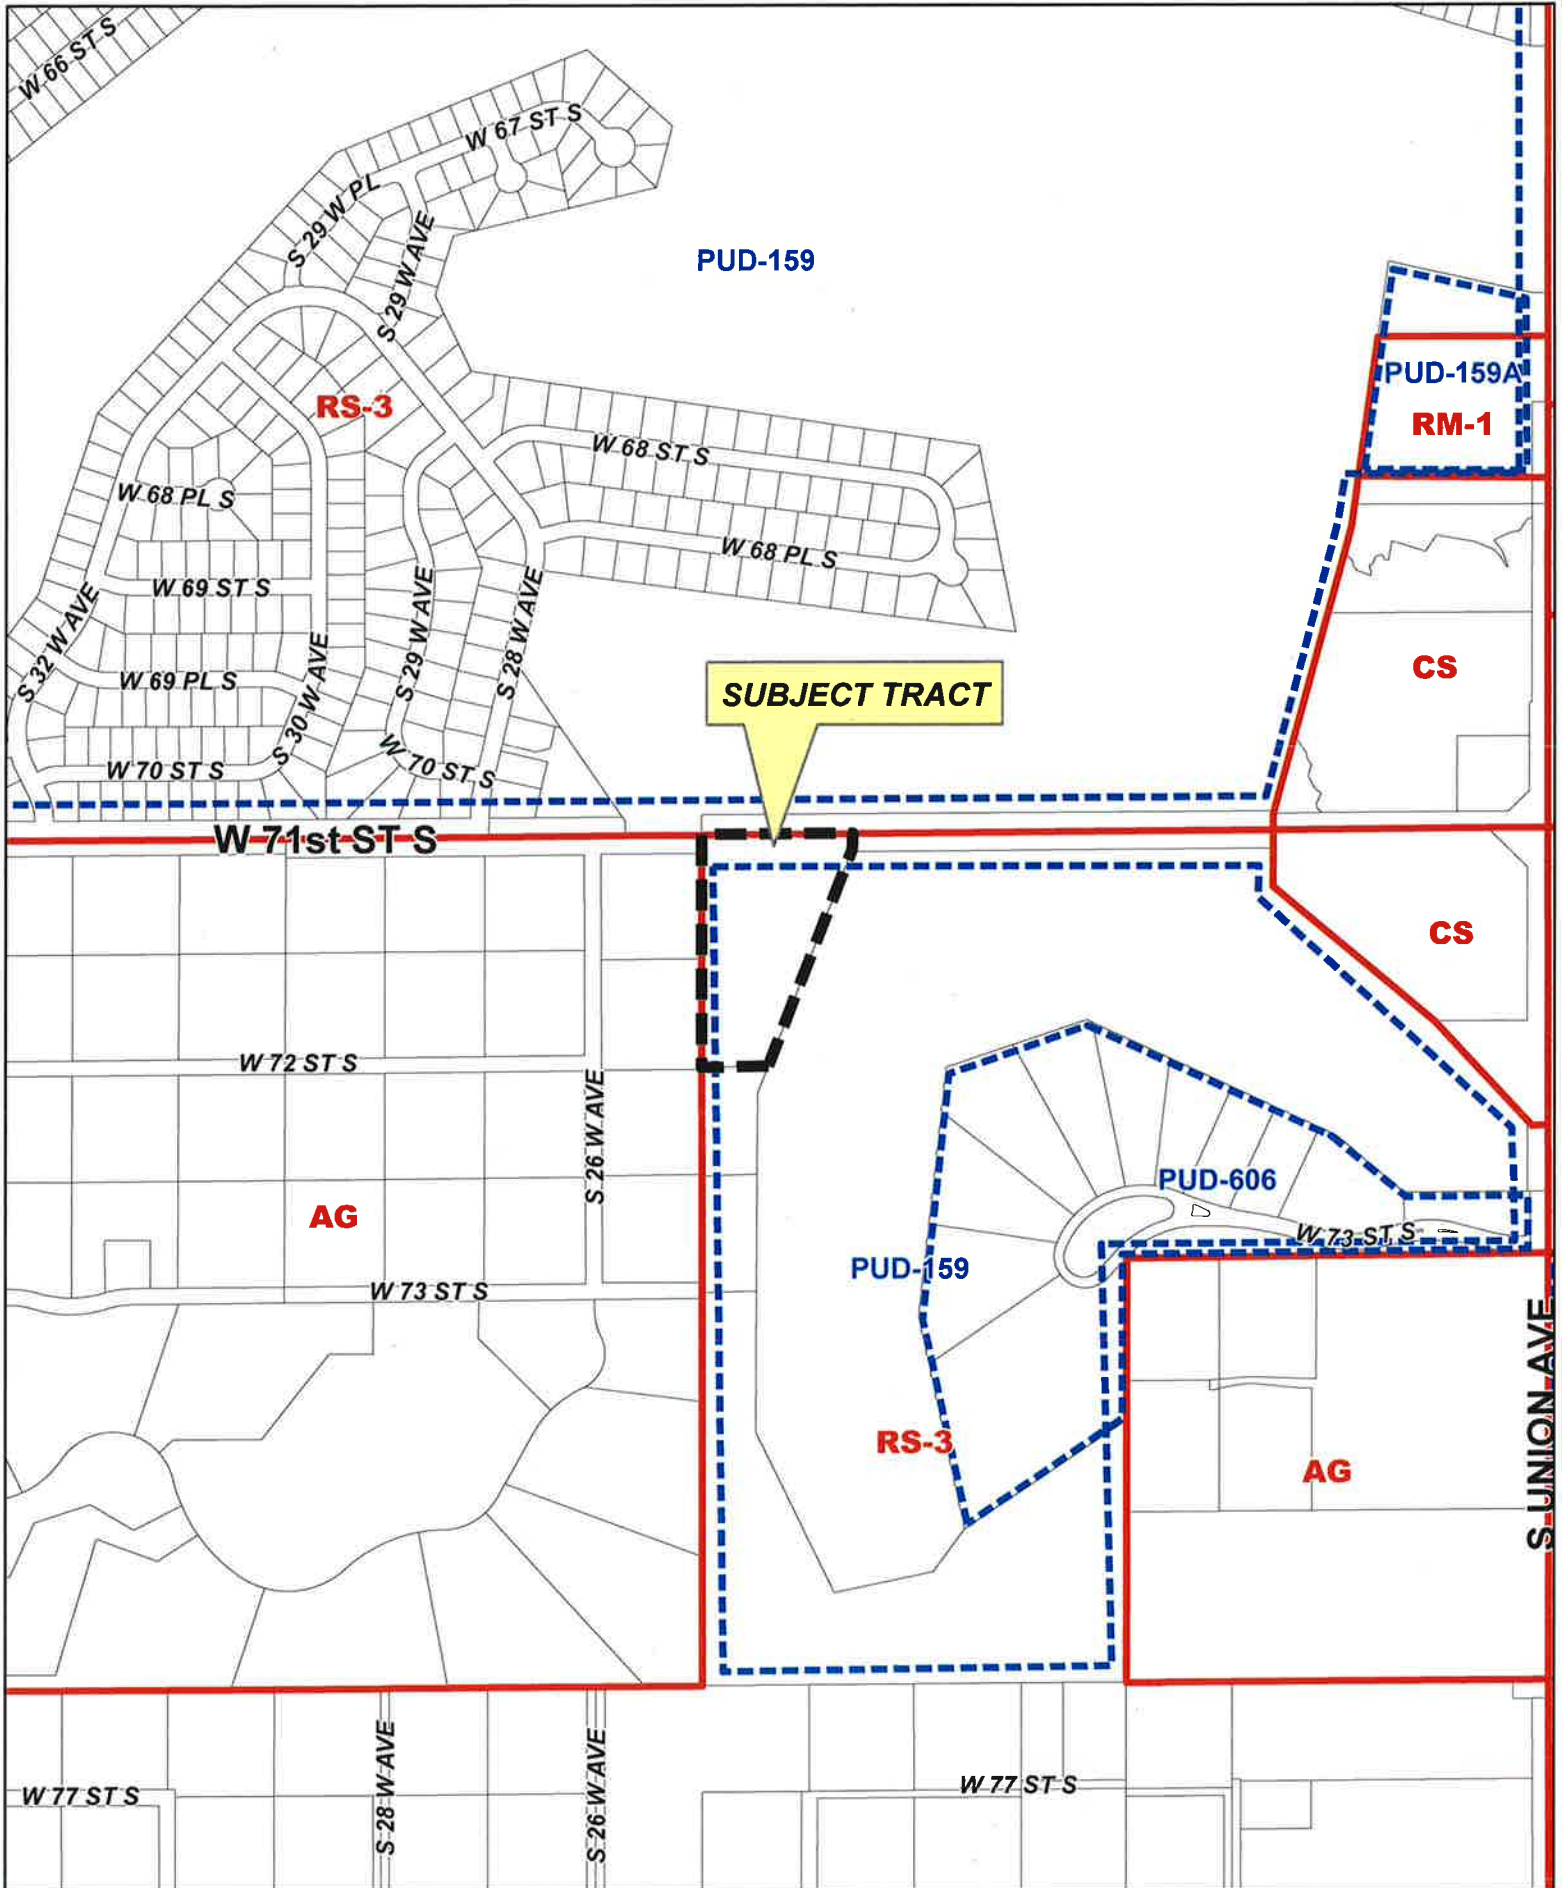 W 66 ST S
W 67 ST S
S 29 W PL
S 29 W AVE
PUD-159
PUD-159A
RM-1
RS-3
W 68 ST S
W 68 PL S
W 68 PL S
W 69 ST S
S 32 W AVE
S 29 W AVE
S 28 W AVE
W 69 PL S
S 30 W AVE
CS
SUBJECT TRACT
W 70 ST S
W 70 ST S
W 71st ST S
CS
W 72 ST S
S 26 W AVE
PUD-606
AG
W 73 ST S
PUD-159
W 73 ST S
S UNION AVE
RS-3
AG
W 77 ST S
S 28 W AVE
S 26 W AVE
W 77 ST S